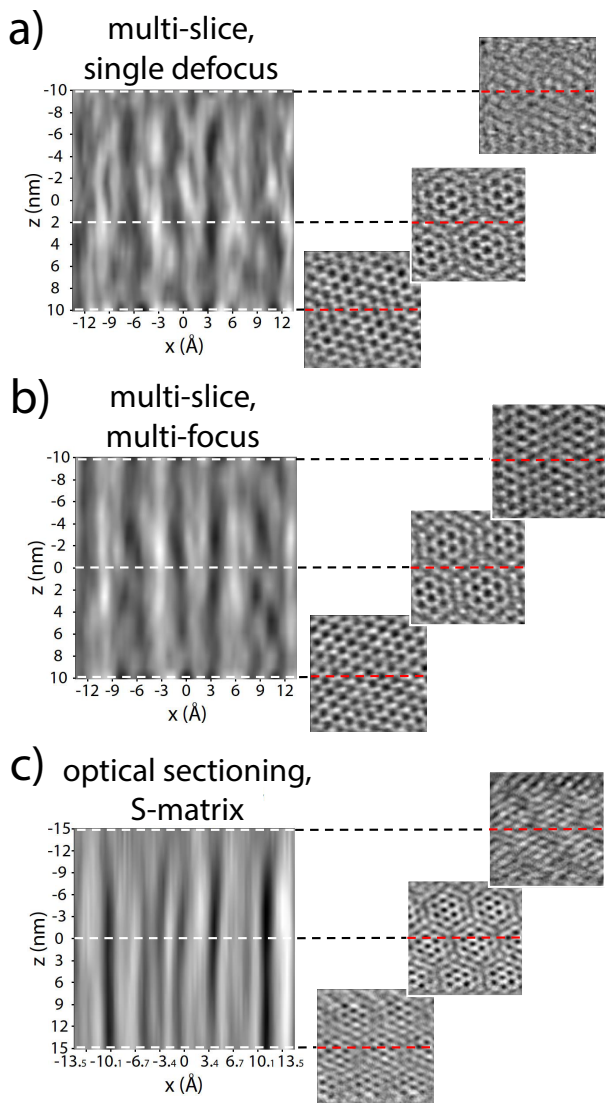 a)
multi-slice,
single defocus
z (nm)
-10
-8
-6
-4
-2
0
2
4
6
8
10
-12 -9 -6 -3 0 3 6 9 12
x (Å)
b)
multi-slice,
multi-focus
z (nm)
-10
-8
-6
-4
-2
0
2
4
6
8
10
-12 -9 -6 -3 0 3 6 9 12
x (Å)
c)
optical sectioning,
S-matrix
z (nm)
-15
-12
-9
-6
-3
0
3
6
9
12
15
-13.5 -10.1 -6.7 -3.4 0 3.4 6.7 10.1 13.5
x (Å)